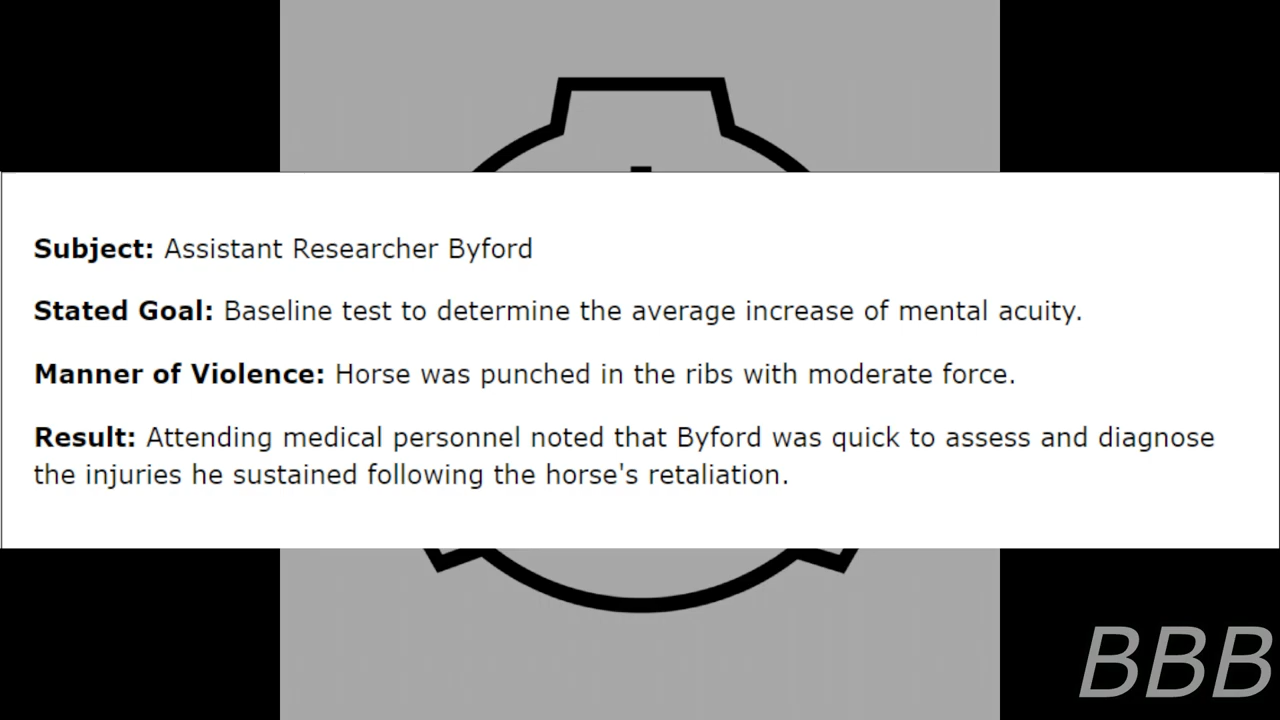 Subject: Assistant Researcher Byford
Stated Goal: Baseline test to determine the average increase of mental acuity.
Manner of Violence: Horse was punched in the ribs with moderate force.
Result: Attending medical personnel noted that Byford was quick to assess and diagnose
the injuries he sustained following the horse's retaliation.
BBB